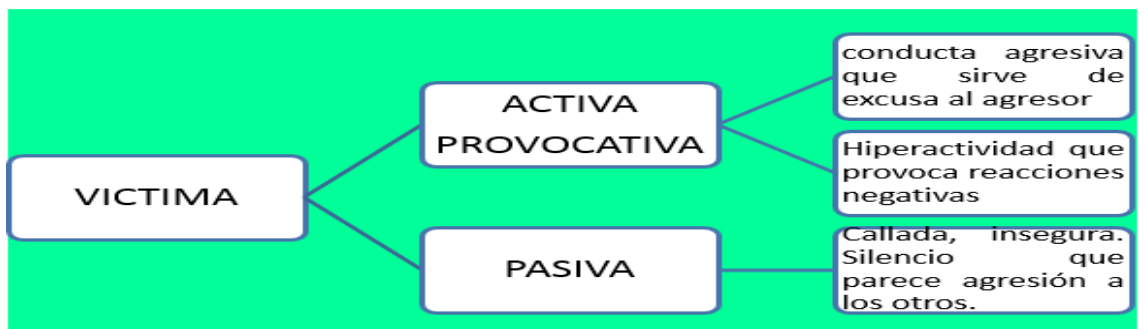 VICTIMA
ACTIVA
PROVOCATIVA
conducta agresiva
que sirve de
excusa al agresor
Hiperactividad que
provoca reacciones
negativas
PASIVA
Callada, insegura.
Silencio que
parece agresión a
los otros.